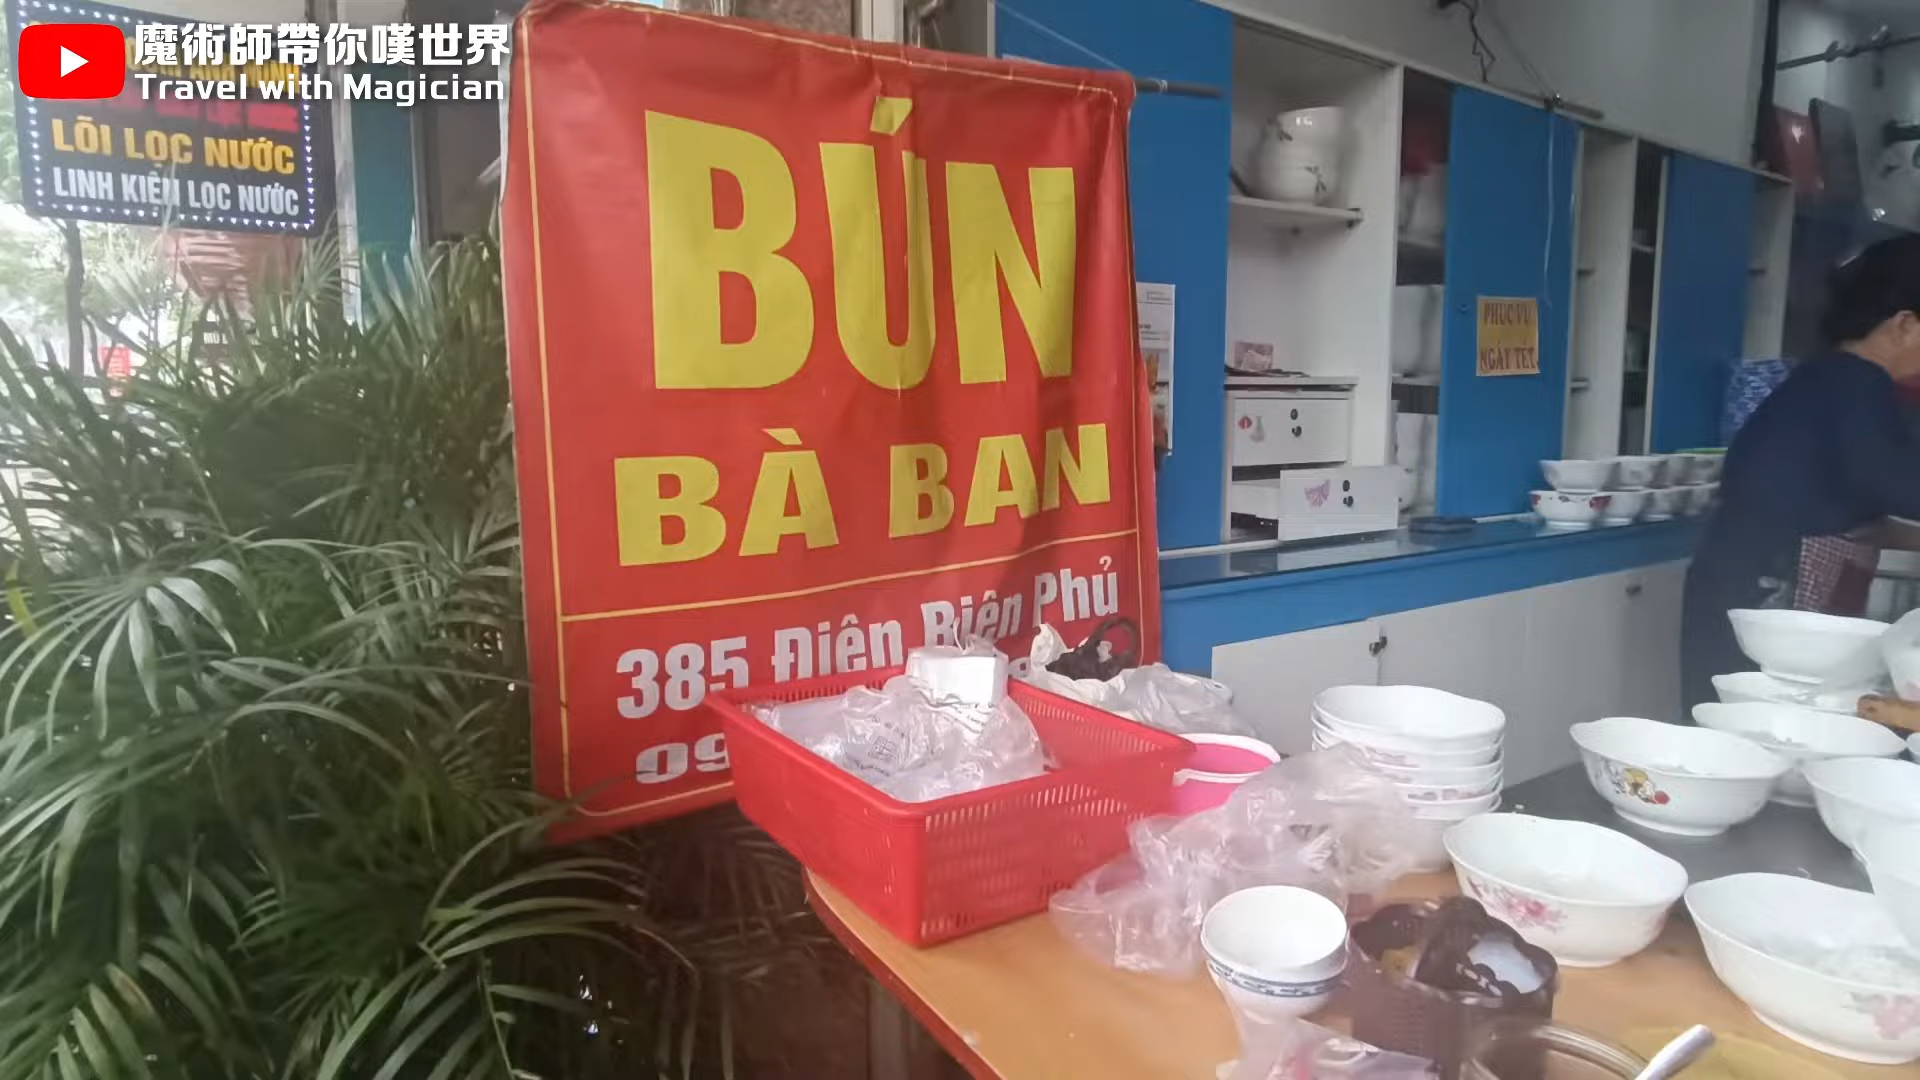 魔術師帶你嘆世界
Travel with Magician
LÕI LỌC NƯỚC
LINH KIỆN LỌC NƯỚC
BÚN
BÀ BAN
385 Điện Biên Phủ
09
PHỤC VỤ
NGÀY TẾT